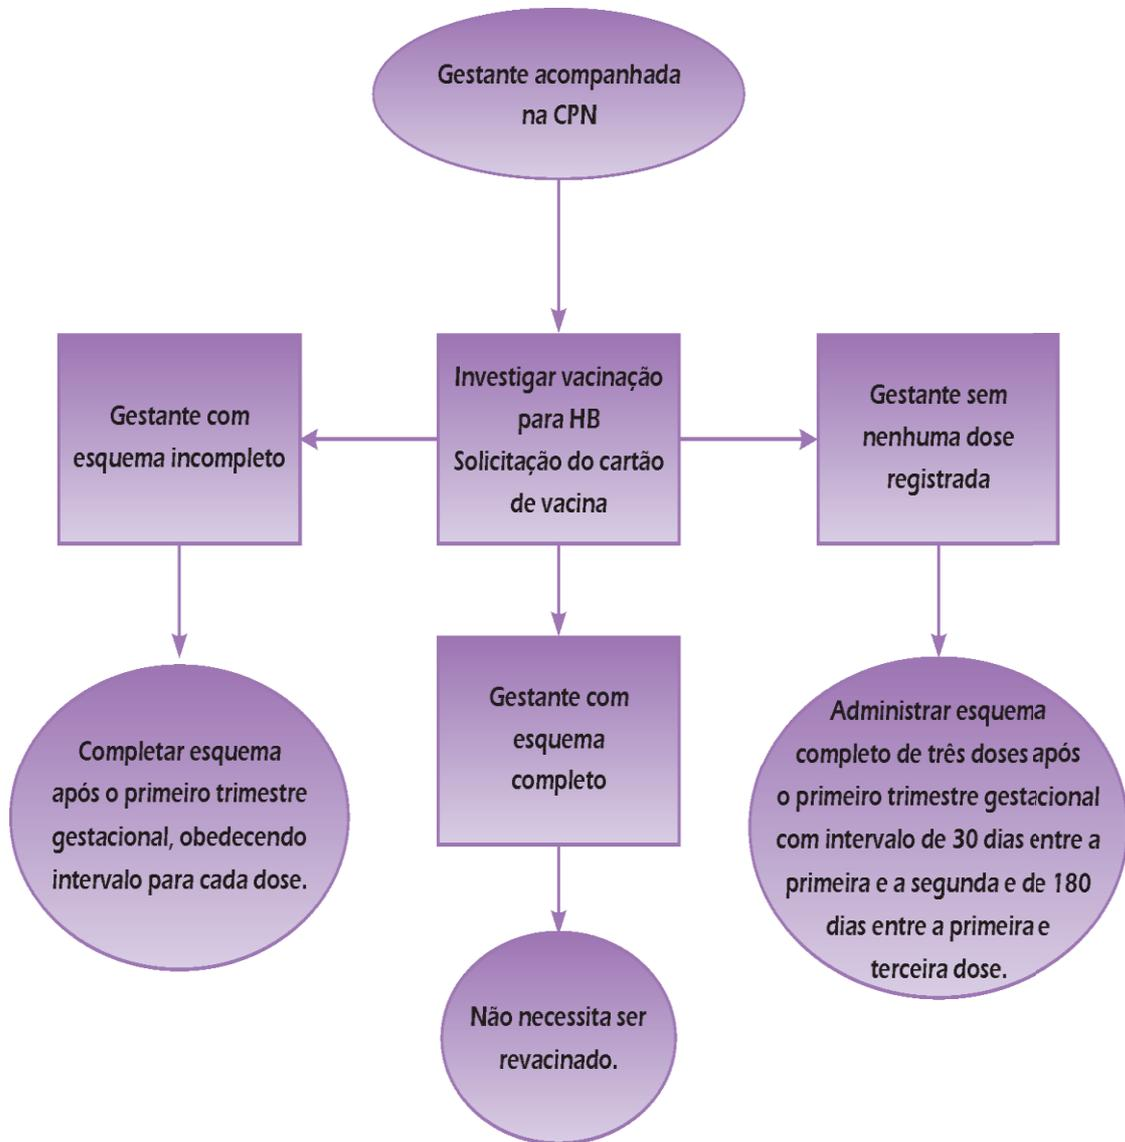 Gestante acompanhada
na CPN
Gestante com
esquema incompleto
Investigar vacinação
para HB
Solicitação do cartão
de vacina
Gestante sem
nenhuma dose
registrada
Completar esquema
após o primeiro trimestre
gestacional, obedecendo
intervalo para cada dose.
Gestante com
esquema
completo
Administrar esquema
completo de três doses após
o primeiro trimestre gestacional
com intervalo de 30 dias entre a
primeira e a segunda e de 180
dias entre a primeira e
terceira dose.
Não necessita ser
revacinado.